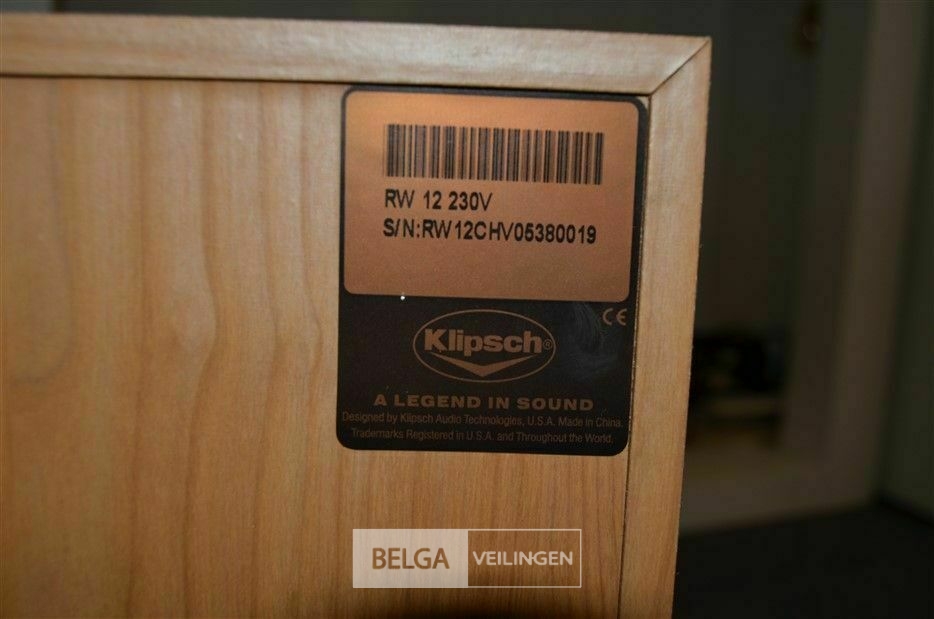 RW 12 230V
S/N:RW12CHV05380019
CE
Klipsch®
A LEGEND IN SOUND
Designed by Klipsch Audio Technologies, U.S.A. Made in China.
Trademarks Registered in U.S.A. and Throughout the World.
BELGA VEILINGEN